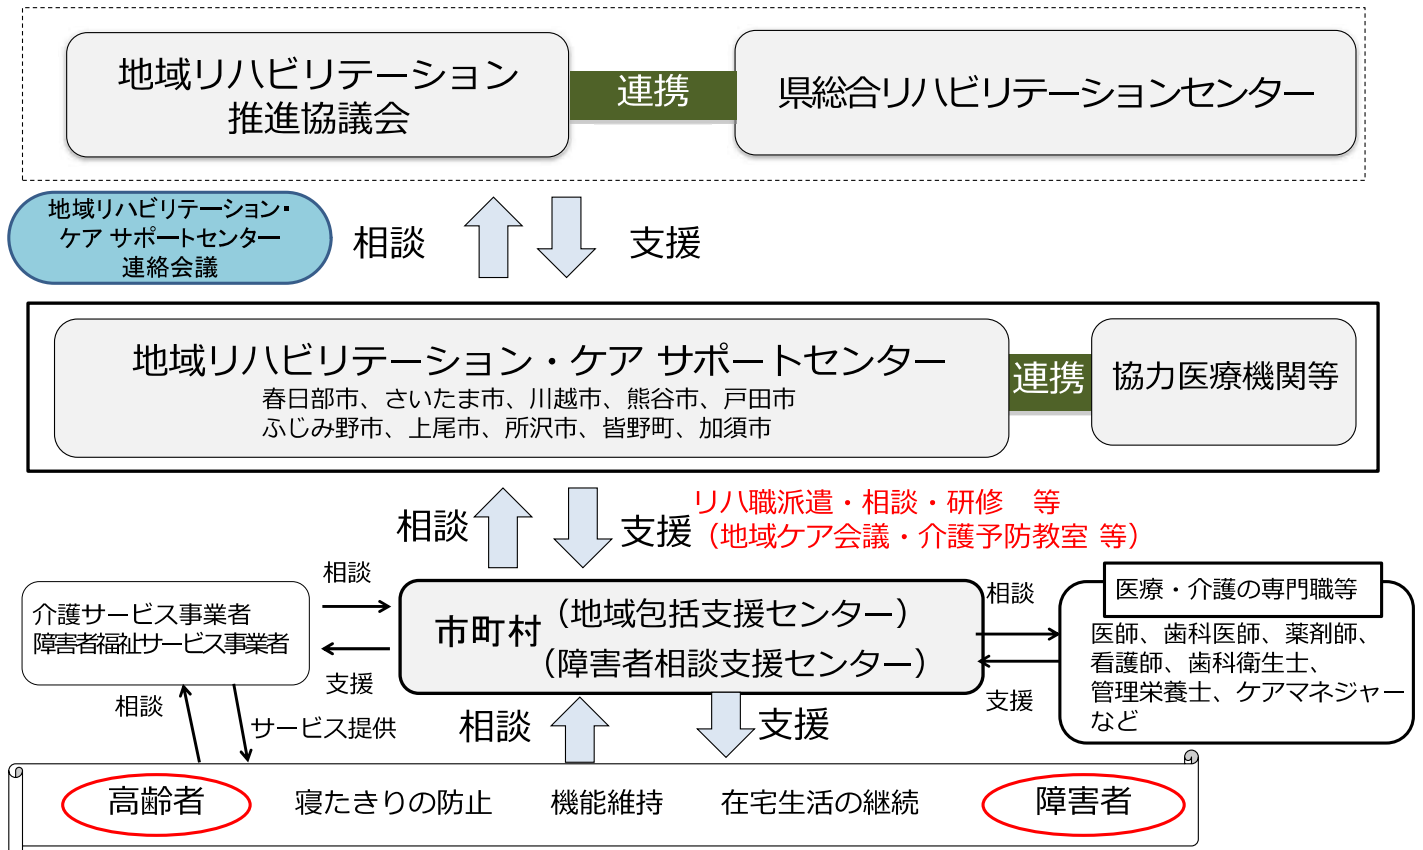 地域リハビリテーション
推進協議会
連携
県総合リハビリテーションセンター
地域リハビリテーション・
ケア サポートセンター
連絡会議
相談
支援
地域リハビリテーション・ケア サポートセンター
春日部市、さいたま市、川越市、熊谷市、戸田市
ふじみ野市、上尾市、所沢市、皆野町、加須市
連携
協力医療機関等
相談
支援
リハ職派遣・相談・研修　等
（地域ケア会議・介護予防教室 等）
介護サービス事業者
障害者福祉サービス事業者
相談
支援
市町村
（地域包括支援センター）
（障害者相談支援センター）
相談
支援
医療・介護の専門職等
医師、歯科医師、薬剤師、
看護師、歯科衛生士、
管理栄養士、ケアマネジャー
など
相談
サービス提供
相談
支援
高齢者
寝たきりの防止
機能維持
在宅生活の継続
障害者